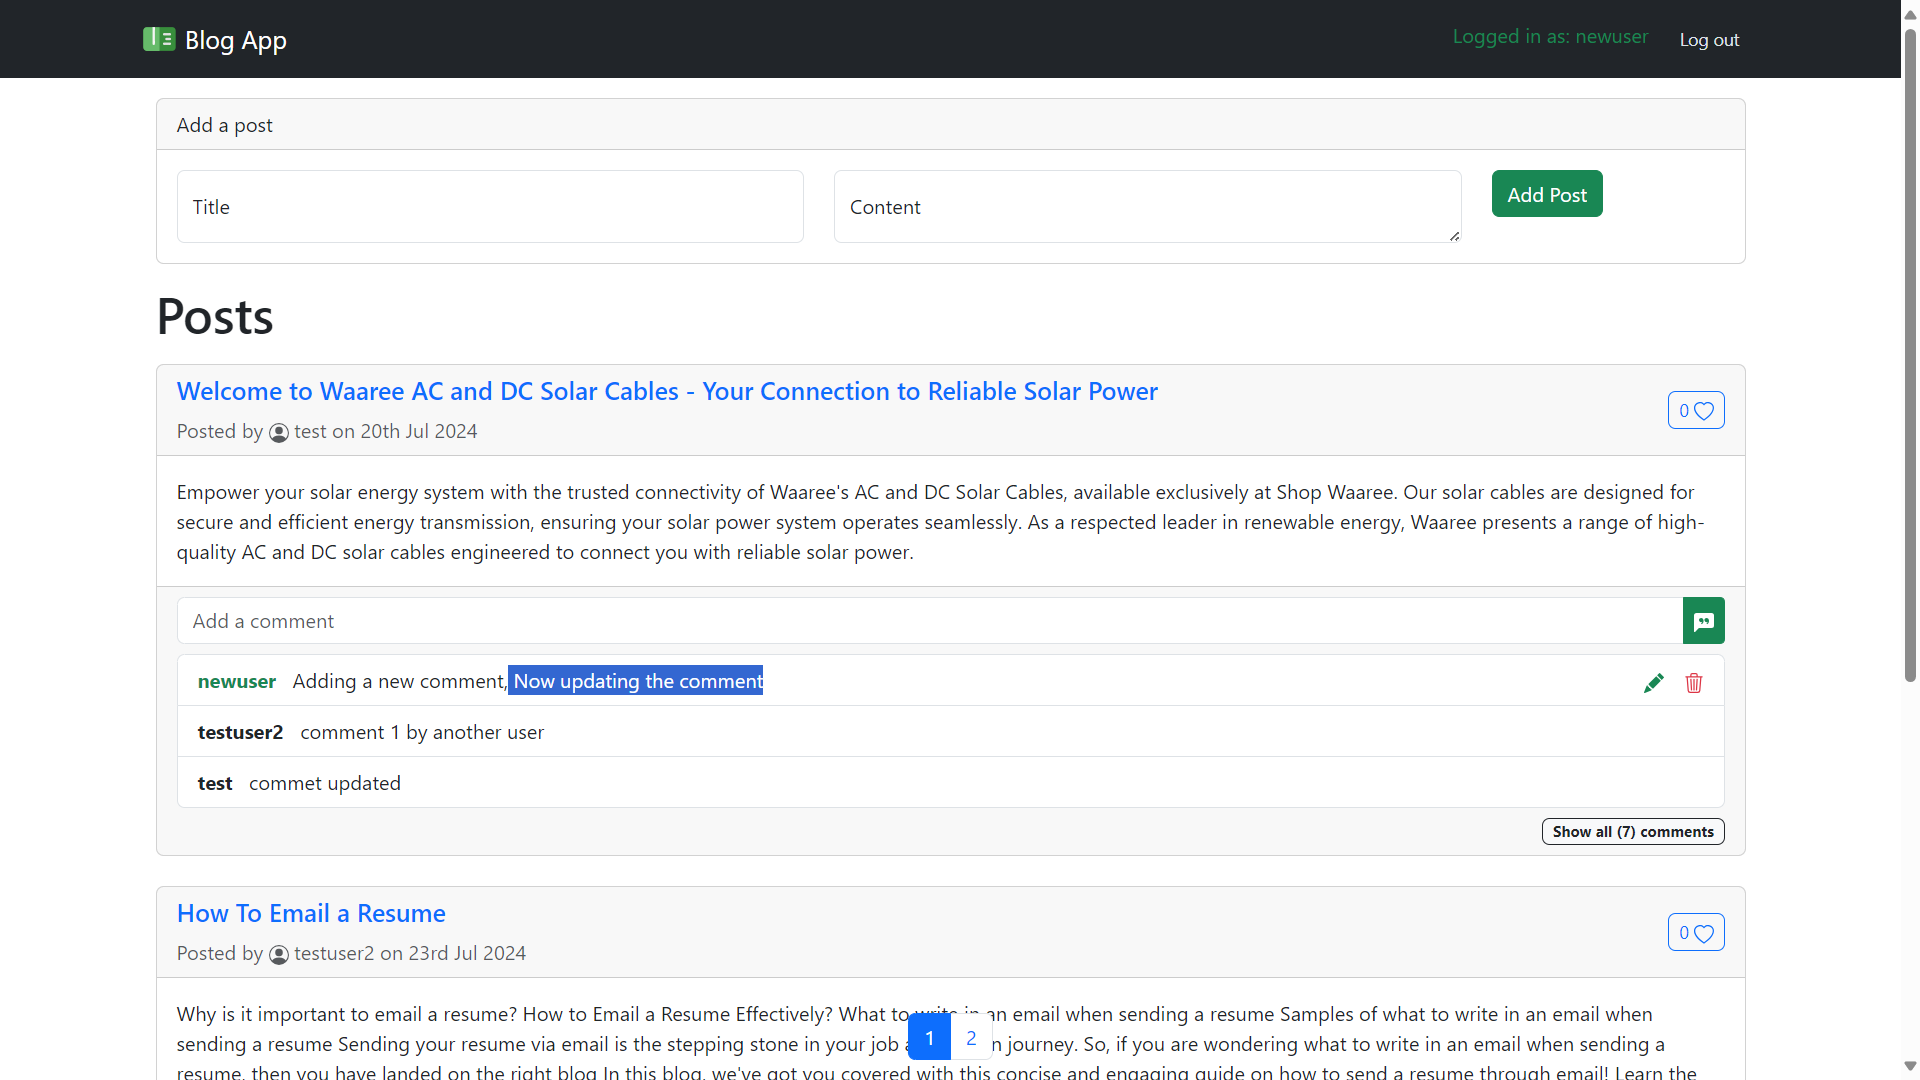 Blog App
Logged in as: newuser
Log out
Add a post
Title
Content
Add Post
Posts
Welcome to Waaree AC and DC Solar Cables - Your Connection to Reliable Solar Power
0
Posted by test on 20th Jul 2024
Empower your solar energy system with the trusted connectivity of Waaree's AC and DC Solar Cables, available exclusively at Shop Waaree. Our solar cables are designed for
secure and efficient energy transmission, ensuring your solar power system operates seamlessly. As a respected leader in renewable energy, Waaree presents a range of high-
quality AC and DC solar cables engineered to connect you with reliable solar power.
Add a comment
newuser Adding a new comment, Now updating the comment
testuser2 comment 1 by another user
test commet updated
Show all (7) comments
How To Email a Resume
0
Posted by testuser2 on 23rd Jul 2024
Why is it important to email a resume? How to Email a Resume Effectively? What to write in an email when sending a resume Samples of what to write in an email when
sending a resume Sending your resume via email is the stepping stone in your job journey. So, if you are wondering what to write in an email when sending a
1 2
resume, then you have landed on the right blog In this blog, we've got you covered with this concise and engaging guide on how to send a resume through email! Learn the